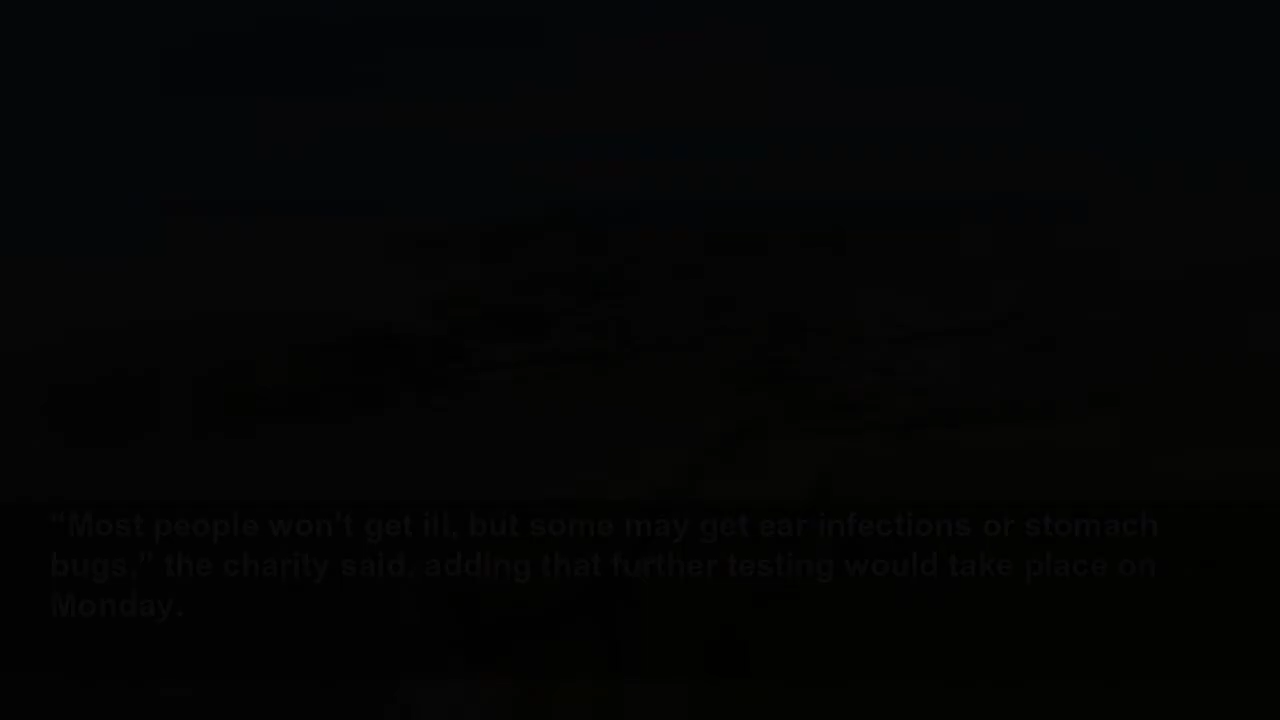 "Most people won't get ill, but some may get ear infections or stomach
bugs," the charity said, adding that further testing would take place on
Monday.